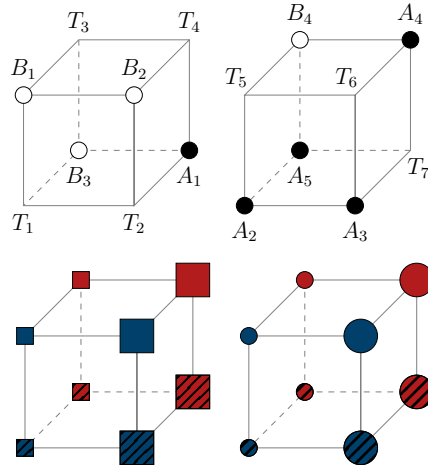 T₃ T₄ B₄ A₄
B₁ B₂ T₅ T₆
B₃ A₁ A₅ T₇
T₁ T₂ A₂ A₃